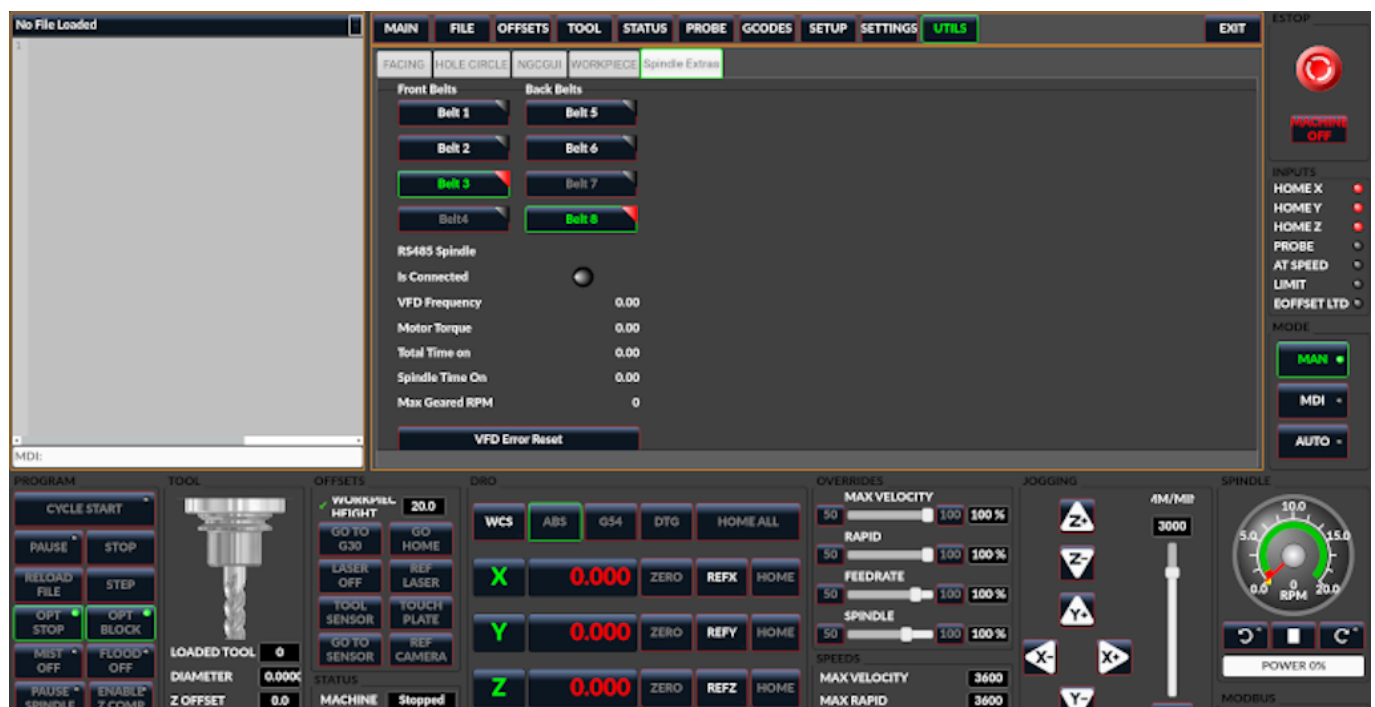 No File Loaded
1
MDI:
MAIN FILE OFFSETS TOOL STATUS PROBE GCODES SETUP SETTINGS UTILS EXIT
FACING HOLE CIRCLE NGCGUI WORKPIECE Spindle Extras
Front Belts Back Belts
Belt 1 Belt 5
Belt 2 Belt 6
Belt 3 Belt 7
Belt4 Belt 8
RS485 Spindle
Is Connected
VFD Frequency 0.00
Motor Torque 0.00
Total Time on 0.00
Spindle Time On 0.00
Max Geared RPM 0
VFD Error Reset
ESTOP
MACHINE
OFF
INPUTS
HOME X
HOME Y
HOME Z
PROBE
AT SPEED
LIMIT
EOFFSET LTD
MODE
MAN
MDI
AUTO
PROGRAM
CYCLE START
PAUSE STOP
RELOAD
FILE
STEP
OPT
STOP
OPT
BLOCK
MIST
OFF
FLOOD
OFF
PAUSE
SPINDLE
ENABLE
Z COMP
TOOL
LOADED TOOL 0
DIAMETER 0.000
Z OFFSET 0.0
OFFSETS
WORKPIEC
HEIGHT
20.0
GO TO
G30
GO
HOME
LASER
OFF
REF
LASER
TOOL
SENSOR
TOUCH
PLATE
GO TO
SENSOR
REF
CAMERA
STATUS
MACHINE Stopped
DRO
WCS ABS G54 DTG HOME ALL
X 0.000 ZERO REFX HOME
Y 0.000 ZERO REFY HOME
Z 0.000 ZERO REFZ HOME
OVERRIDES
MAX VELOCITY
50 100 100 %
RAPID
50 100 100 %
FEEDRATE
50 100 100 %
SPINDLE
50 100 100 %
SPEEDS
MAX VELOCITY 3600
MAX RAPID 3600
JOGGING
Z+
Z-
Y+
X- X+
Y-
3000
SPINDLE
10.0
5.0 15.0
0.0 0 20.0
RPM
POWER 0%
MODBUS